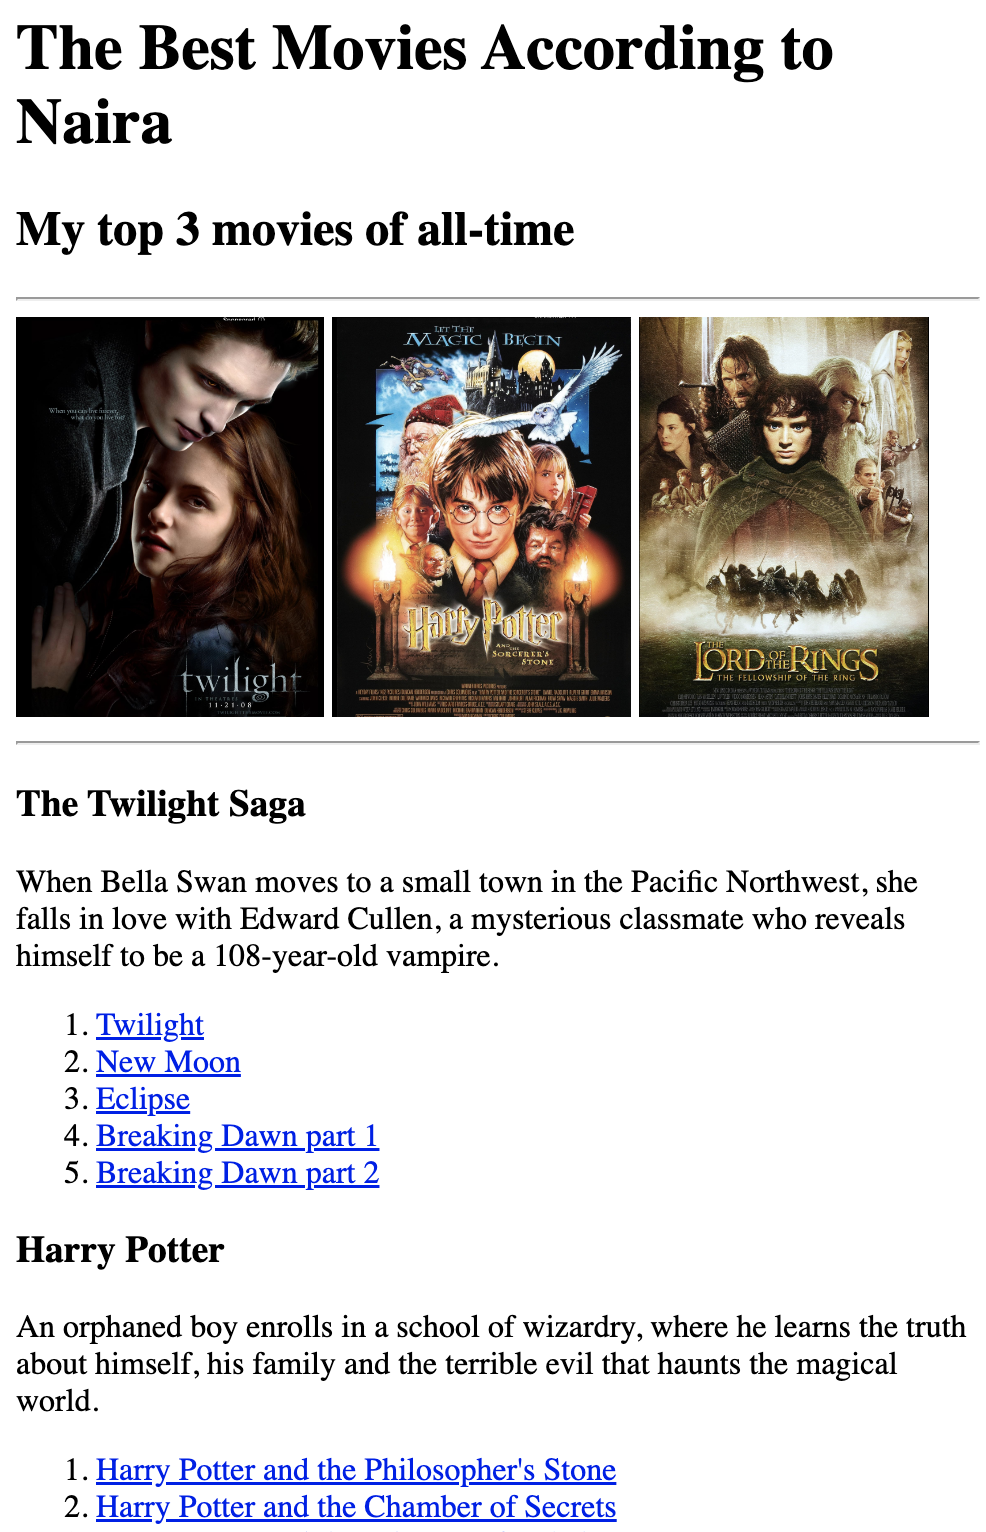 The Best Movies According to
Naira
My top 3 movies of all-time
When you can live forever,
what do you live for?
twilight
IN THEATRES
11·21·08
LET THE
MAGIC BEGIN
Harry Potter
AND THE
SORCERER'S
STONE
THE
LORD OF THE RINGS
THE FELLOWSHIP OF THE RING
The Twilight Saga
When Bella Swan moves to a small town in the Pacific Northwest, she
falls in love with Edward Cullen, a mysterious classmate who reveals
himself to be a 108-year-old vampire.
1. Twilight
2. New Moon
3. Eclipse
4. Breaking Dawn part 1
5. Breaking Dawn part 2
Harry Potter
An orphaned boy enrolls in a school of wizardry, where he learns the truth
about himself, his family and the terrible evil that haunts the magical
world.
1. Harry Potter and the Philosopher's Stone
2. Harry Potter and the Chamber of Secrets